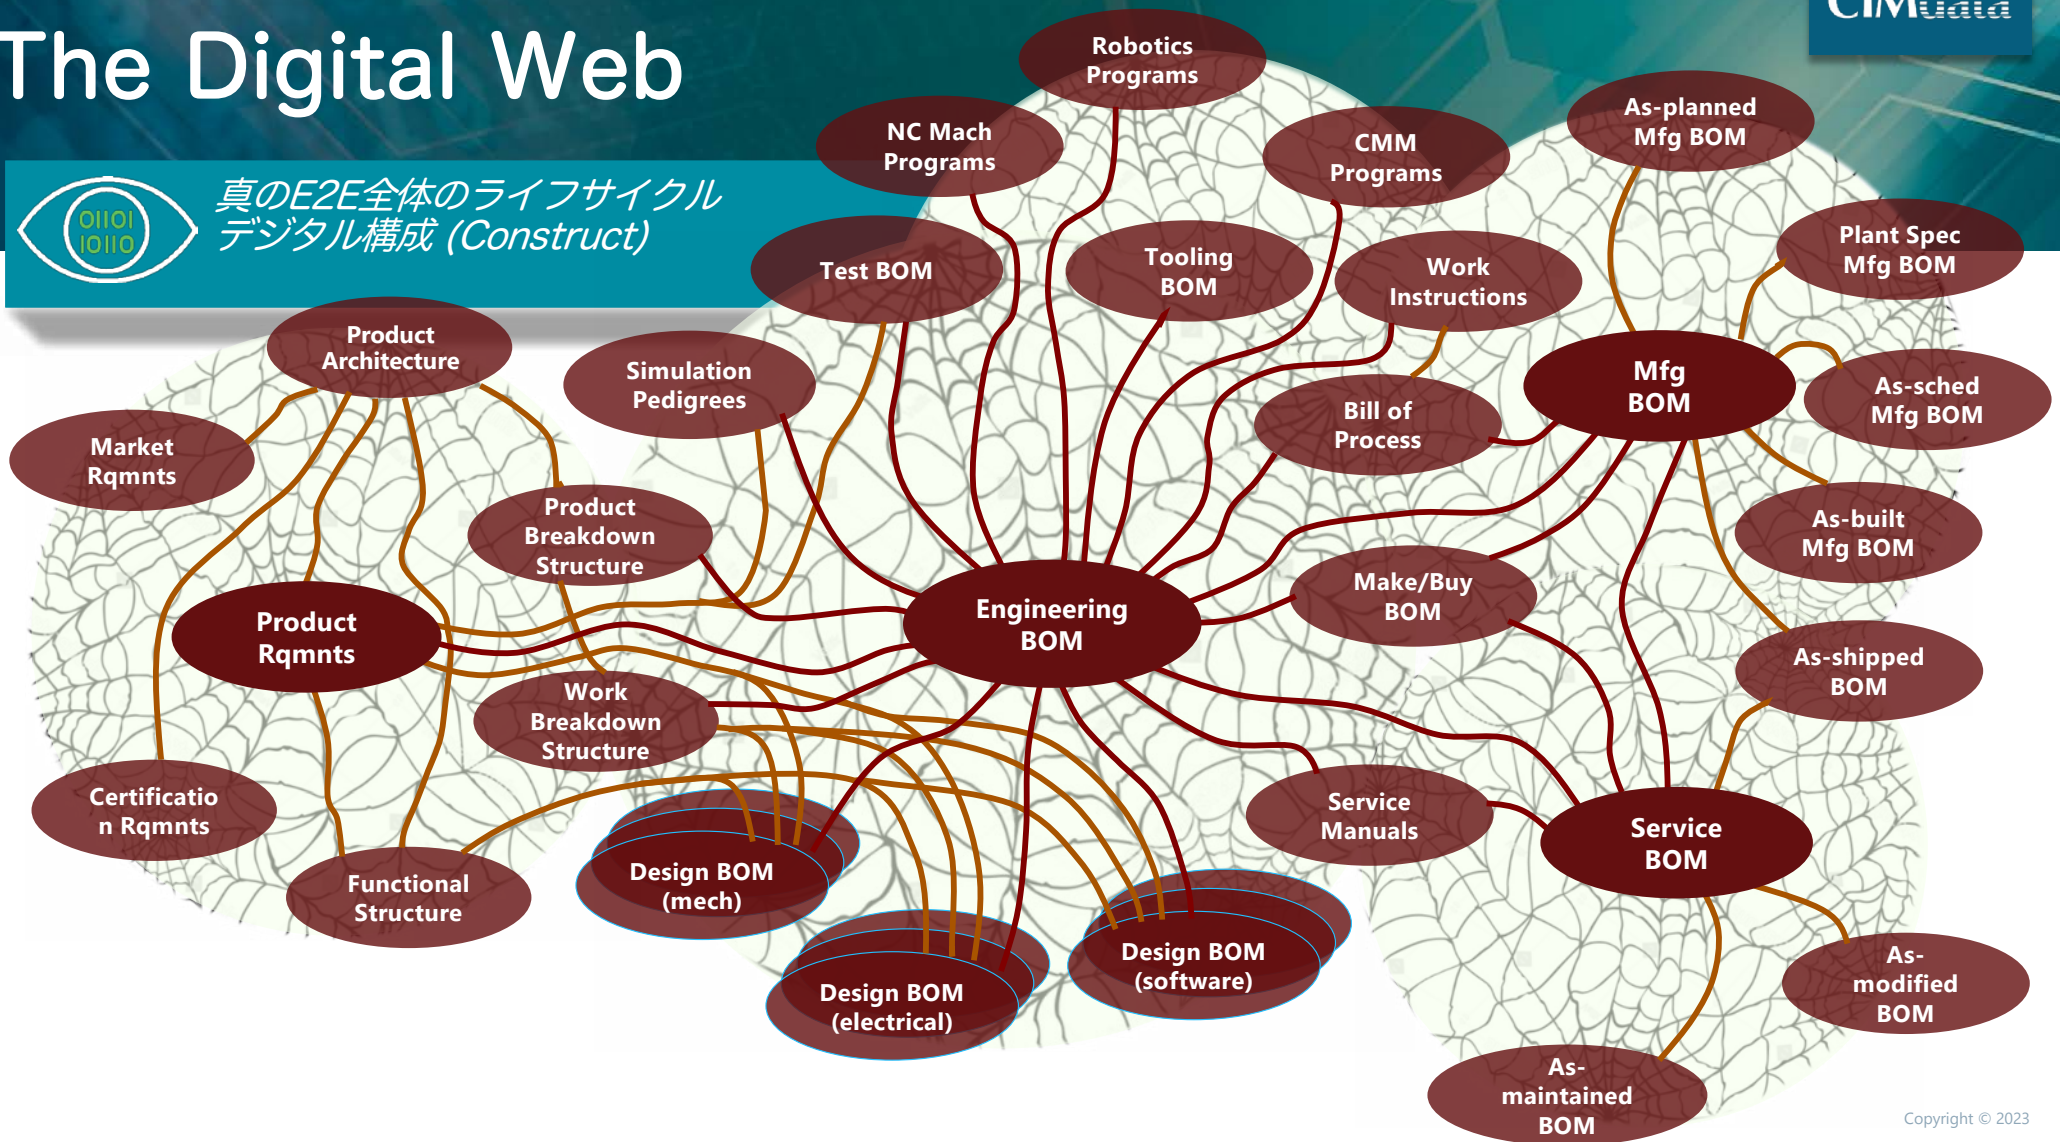 The Digital Web
CIMdata
真のE2E全体のライフサイクル
デジタル構成 (Construct)
01101
10110
Robotics
Programs
NC Mach
Programs
CMM
Programs
As-planned
Mfg BOM
Test BOM
Tooling
BOM
Work
Instructions
Plant Spec
Mfg BOM
Product
Architecture
Simulation
Pedigrees
Bill of
Process
Mfg
BOM
As-sched
Mfg BOM
Market
Rqmnts
Product
Breakdown
Structure
As-built
Mfg BOM
Product
Rqmnts
Engineering
BOM
Make/Buy
BOM
As-shipped
BOM
Work
Breakdown
Structure
Certificatio
n Rqmnts
Service
Manuals
Service
BOM
Functional
Structure
Design BOM
(mech)
Design BOM
(electrical)
Design BOM
(software)
As-
modified
BOM
As-
maintained
BOM
Copyright © 2023